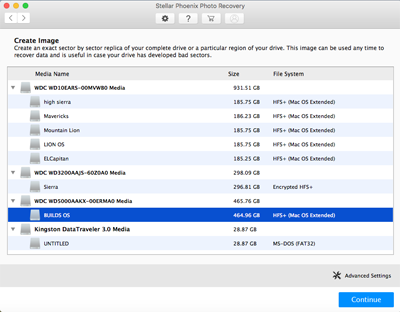 Stellar Phoenix Photo Recovery
Create Image
Create an exact sector by sector replica of your complete drive or a particular region of your drive. This image can be used any time to
recover data and is useful in case your drive has developed bad sectors.
Media Name Size File System
WDC WD10EARS-00MVWB0 Media 931.51 GB
high sierra 185.75 GB HFS+ (Mac OS Extended)
Mavericks 186.23 GB HFS+ (Mac OS Extended)
Mountain Lion 185.75 GB HFS+ (Mac OS Extended)
LION OS 185.75 GB HFS+ (Mac OS Extended)
ELCapitan 185.25 GB HFS+ (Mac OS Extended)
WDC WD3200AAJS-60Z0A0 Media 298.09 GB
Sierra 296.81 GB Encrypted HFS+
WDC WD5000AAKX-00ERMA0 Media 465.76 GB
BUILDS OS 464.96 GB HFS+ (Mac OS Extended)
Kingston DataTraveler 3.0 Media 28.87 GB
UNTITLED 28.87 GB MS-DOS (FAT32)
Advanced Settings
Continue